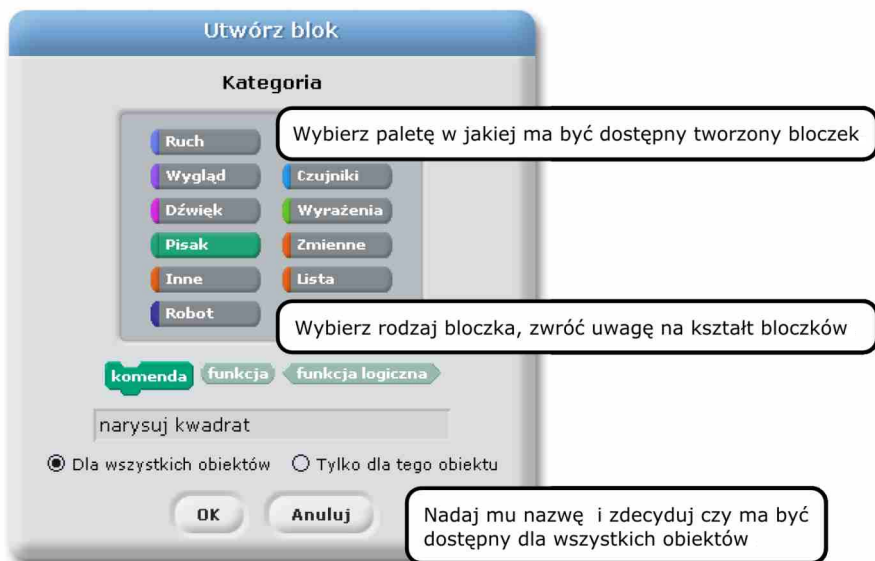 Utwórz blok
Kategoria
Wybierz paletę w jakiej ma być dostępny tworzony bloczek
Ruch
Wygląd Czujniki
Dźwięk Wyrażenia
Pisak Zmienne
Inne Lista
Robot
Wybierz rodzaj bloczka, zwróć uwagę na kształt bloczków
komenda funkcja funkcja logiczna
narysuj kwadrat
Dla wszystkich obiektów Tylko dla tego obiektu
OK Anuluj
Nadaj mu nazwę i zdecyduj czy ma być
dostępny dla wszystkich obiektów